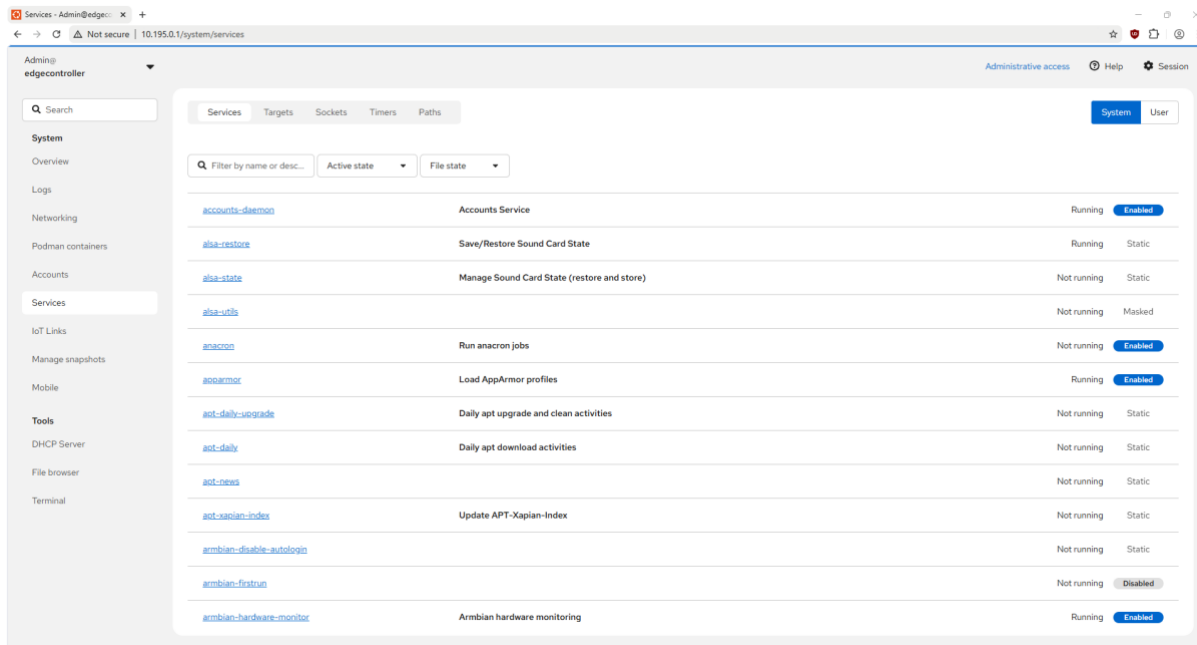 Services - Admin@edgecc
Not secure 10.195.0.1/system/services
Admin@
edgecontroller
Administrative access Help Session
Search
System
Overview
Logs
Networking
Podman containers
Accounts
Services
IoT Links
Manage snapshots
Mobile
Tools
DHCP Server
File browser
Terminal
Services Targets Sockets Timers Paths
System User
Filter by name or desc... Active state File state
accounts-daemon Accounts Service Running Enabled
alsa-restore Save/Restore Sound Card State Running Static
alsa-state Manage Sound Card State (restore and store) Not running Static
alsa-utils Not running Masked
anacron Run anacron jobs Not running Enabled
apparmor Load AppArmor profiles Running Enabled
apt-daily-upgrade Daily apt upgrade and clean activities Not running Static
apt-daily Daily apt download activities Not running Static
apt-news Not running Static
apt-xapian-index Update APT-Xapian-Index Not running Static
armbian-disable-autologin Not running Static
armbian-firstrun Not running Disabled
armbian-hardware-monitor Armbian hardware monitoring Running Enabled